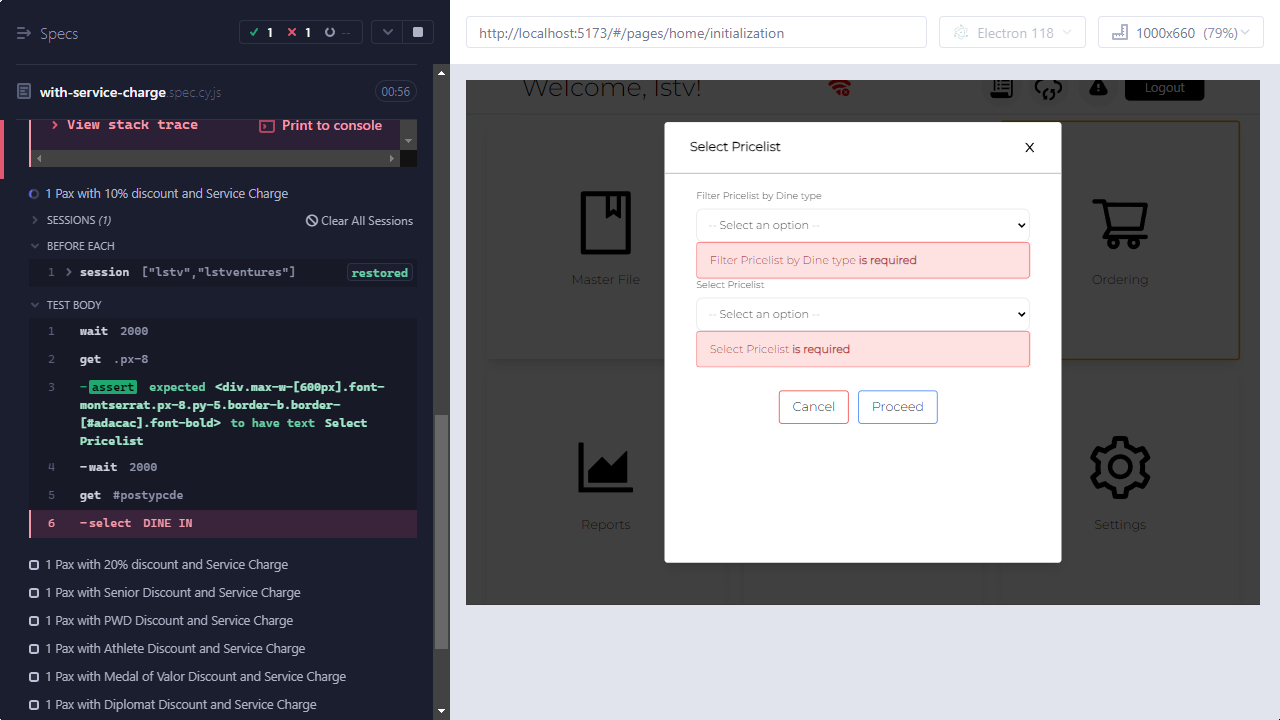 Specs
1
1
--
http://localhost:5173/#/pages/home/initialization
Electron 118
1000x660 (79%)
with-service-charge.spec.cy.js
00:56
View stack trace
Print to console
1 Pax with 10% discount and Service Charge
SESSIONS (1)
Clear All Sessions
BEFORE EACH
1 session ["lstv","lstventures"] restored
TEST BODY
1 wait 2000
2 get .px-8
3 -assert expected <div.max-w-[600px].font-
montserrat.px-8.py-5.border-b.border-
[#adacac].font-bold> to have text Select
Pricelist
4 -wait 2000
5 get #postypcde
6 -select DINE IN
1 Pax with 20% discount and Service Charge
1 Pax with Senior Discount and Service Charge
1 Pax with PWD Discount and Service Charge
1 Pax with Athlete Discount and Service Charge
1 Pax with Medal of Valor Discount and Service Charge
1 Pax with Diplomat Discount and Service Charge
Welcome, lstv!
Logout
Master File
Ordering
Reports
Settings
Select Pricelist
X
Filter Pricelist by Dine type
-- Select an option --
Filter Pricelist by Dine type is required
Select Pricelist
-- Select an option --
Select Pricelist is required
Cancel
Proceed